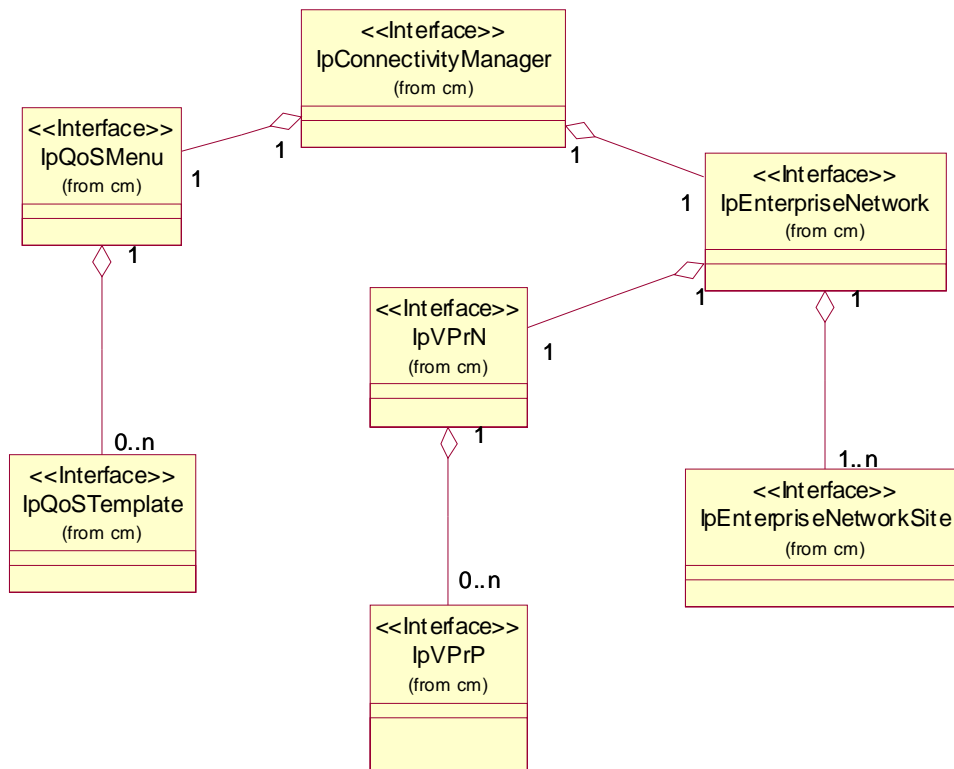 <<Interface>>
IpConnectivityManager
(from cm)
<<Interface>>
IpQoSMenu
(from cm)
1
1
1
1
<<Interface>>
IpEnterpriseNetwork
(from cm)
1
1
1
1
<<Interface>>
IpVPrN
(from cm)
1
0..n
<<Interface>>
IpQoSTemplate
(from cm)
1..n
<<Interface>>
IpEnterpriseNetworkSite
(from cm)
0..n
<<Interface>>
IpVPrP
(from cm)